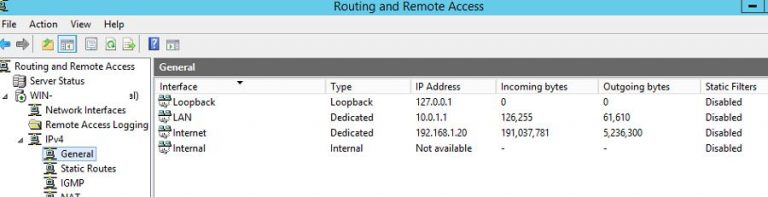 Routing and Remote Access
File Action View Help
Routing and Remote Access
Server Status
WIN- sl)
Network Interfaces
Remote Access Logging
IPv4
General
Static Routes
IGMP
NAT
General
Interface Type IP Address Incoming bytes Outgoing bytes Static Filters
Loopback Loopback 127.0.0.1 0 0 Disabled
LAN Dedicated 10.0.1.1 126,255 61,610 Disabled
Internet Dedicated 192.168.1.20 191,037,781 5,236,300 Disabled
Internal Internal Not available - - Disabled